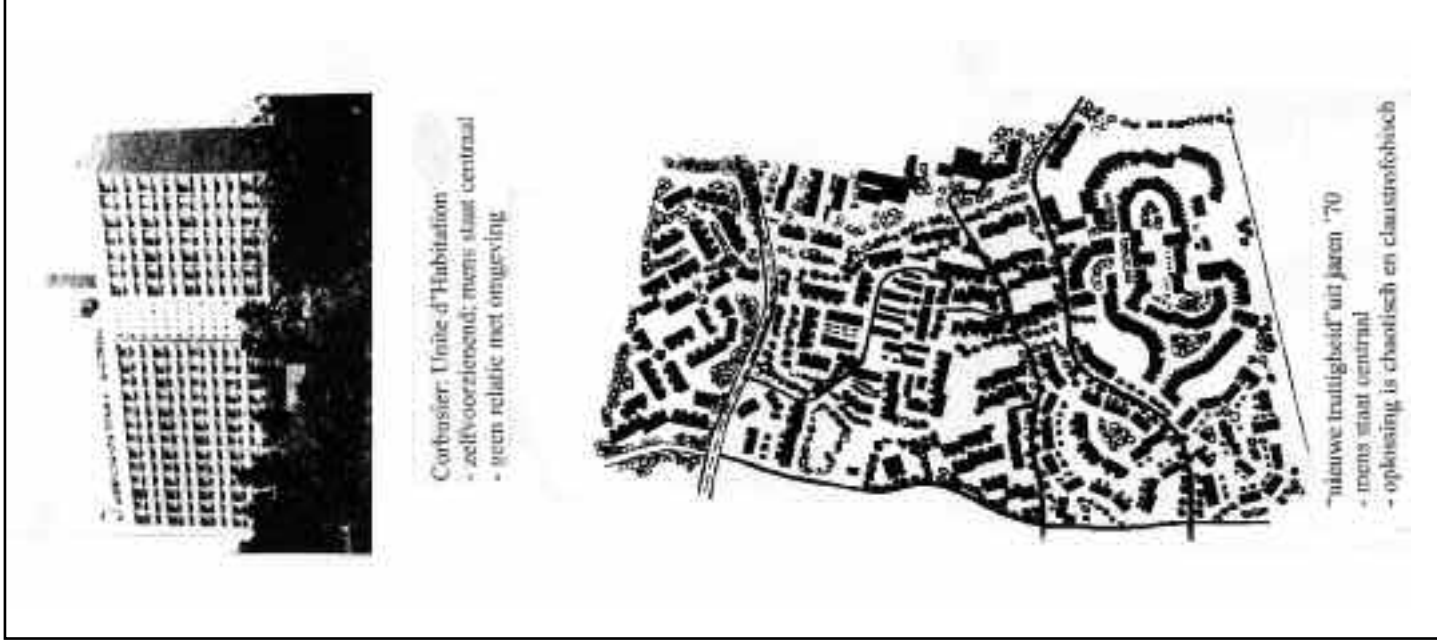 Corbusier: Unite d'Habitation
- zelfvoorzienend; mens staat centraal
- geen relatie met omgeving
"nieuwe truttigheid" uit jaren '70
- mens staat centraal
- oplossing is chaotisch en claustrofobisch